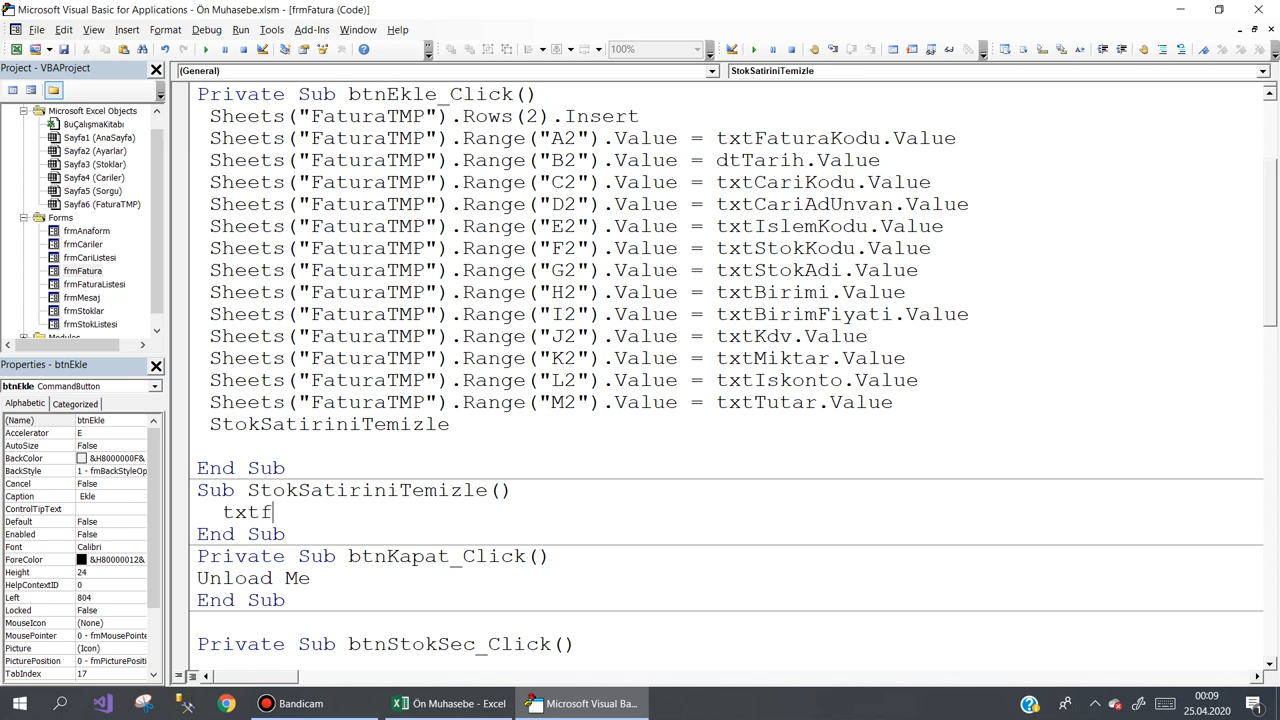 Microsoft Visual Basic for Applications - Ön Muhasebe.xlsm - [frmFatura (Code)]
File Edit View Insert Format Debug Run Tools Add-Ins Window Help
100%
Project - VBAProject
(General)
StokSatiriniTemizle
Microsoft Excel Objects
BuÇalışmaKitabı
Sayfa1 (AnaSayfa)
Sayfa2 (Ayarlar)
Sayfa3 (Stoklar)
Sayfa4 (Cariler)
Sayfa5 (Sorgu)
Sayfa6 (FaturaTMP)
Forms
frmAnaform
frmCariler
frmCariListesi
frmFatura
frmFaturaListesi
frmMesaj
frmStoklar
frmStokListesi
Properties - btnEkle
btnEkle CommandButton
Alphabetic Categorized
(Name) btnEkle
Accelerator E
AutoSize False
BackColor &H8000000F&
BackStyle 1 - fmBackStyleOp
Cancel False
Caption Ekle
ControlTipText
Default False
Enabled False
Font Calibri
ForeColor &H80000012&
Height 24
HelpContextID 0
Left 804
Locked False
MouseIcon (None)
MousePointer 0 - fmMousePointe
Picture (Icon)
PicturePosition 0 - fmPicturePositi
TabIndex 17
Private Sub btnEkle_Click()
Sheets("FaturaTMP").Rows(2).Insert
Sheets("FaturaTMP").Range("A2").Value = txtFaturaKodu.Value
Sheets("FaturaTMP").Range("B2").Value = dtTarih.Value
Sheets("FaturaTMP").Range("C2").Value = txtCariKodu.Value
Sheets("FaturaTMP").Range("D2").Value = txtCariAdUnvan.Value
Sheets("FaturaTMP").Range("E2").Value = txtIslemKodu.Value
Sheets("FaturaTMP").Range("F2").Value = txtStokKodu.Value
Sheets("FaturaTMP").Range("G2").Value = txtStokAdi.Value
Sheets("FaturaTMP").Range("H2").Value = txtBirimi.Value
Sheets("FaturaTMP").Range("I2").Value = txtBirimFiyati.Value
Sheets("FaturaTMP").Range("J2").Value = txtKdv.Value
Sheets("FaturaTMP").Range("K2").Value = txtMiktar.Value
Sheets("FaturaTMP").Range("L2").Value = txtIskonto.Value
Sheets("FaturaTMP").Range("M2").Value = txtTutar.Value
StokSatiriniTemizle
End Sub
Sub StokSatiriniTemizle()
txtf
End Sub
Private Sub btnKapat_Click()
Unload Me
End Sub
Private Sub btnStokSec_Click()
Bandicam
Ön Muhasebe - Excel
Microsoft Visual Ba...
00:09
25.04.2020